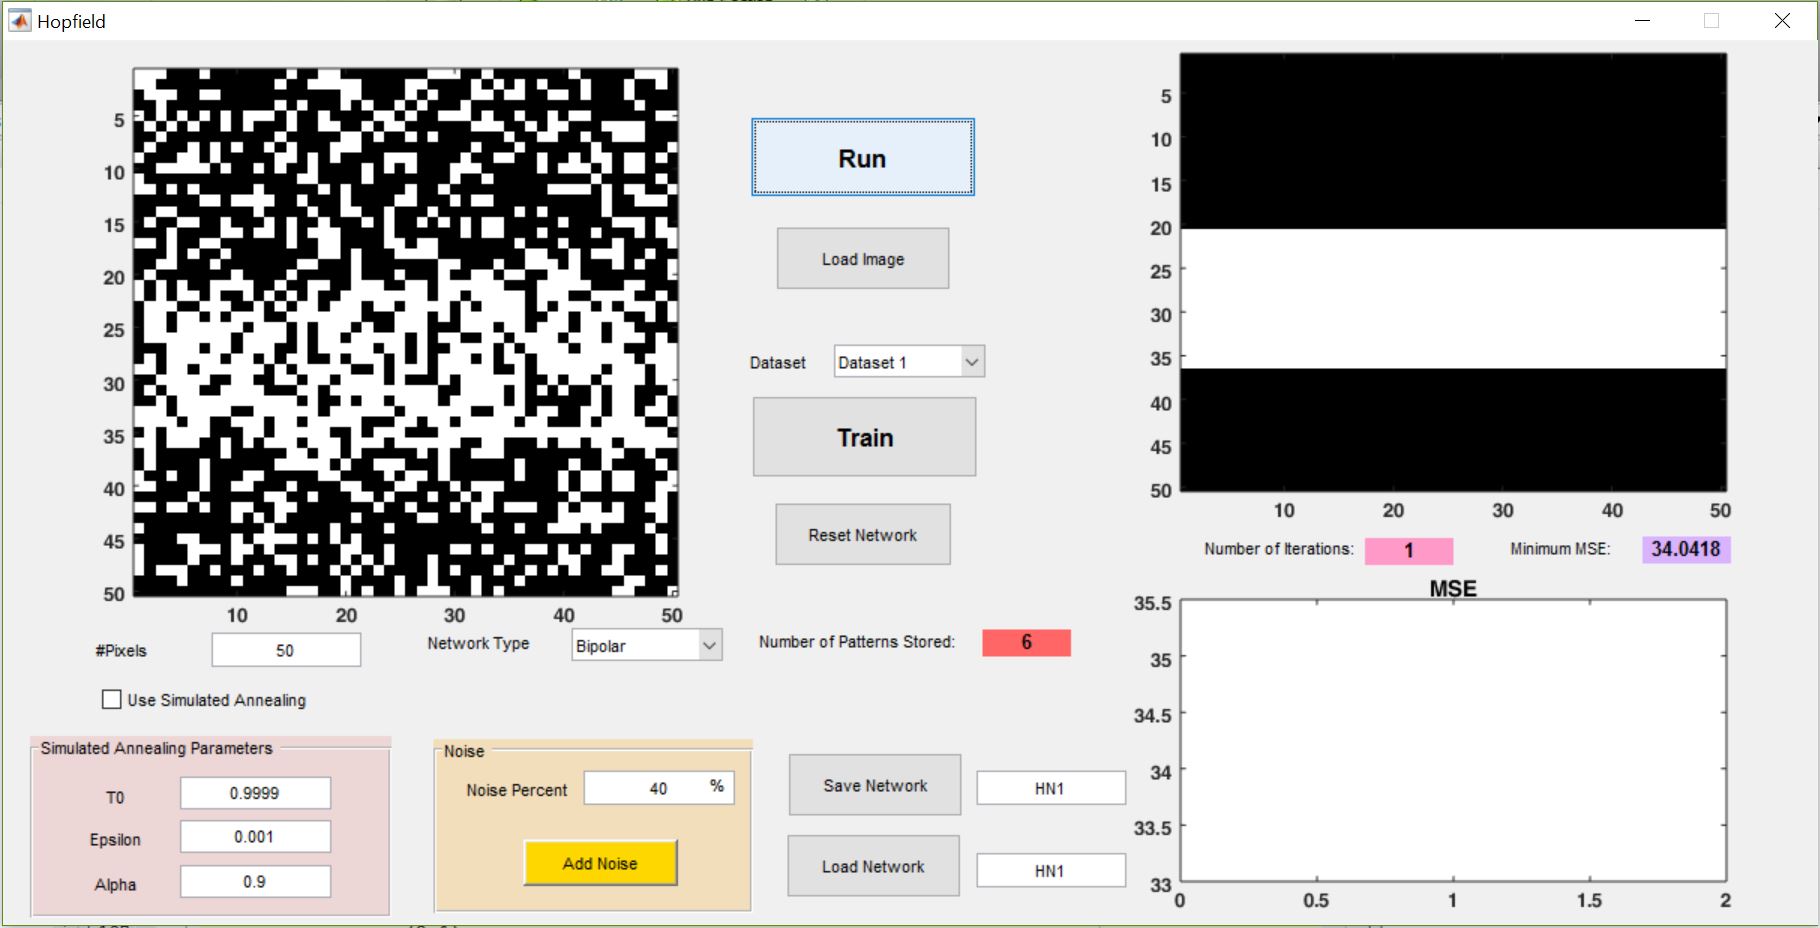 Hopfield
5
10
15
20
25
30
35
40
45
50
10 20 30 40 50
#Pixels 50
Network Type Bipolar
Use Simulated Annealing
Simulated Annealing Parameters
T0 0.9999
Epsilon 0.001
Alpha 0.9
Noise
Noise Percent 40 %
Add Noise
Run
Load Image
Dataset Dataset 1
Train
Reset Network
Number of Patterns Stored: 6
Save Network HN1
Load Network HN1
5
10
15
20
25
30
35
40
45
50
10 20 30 40 50
Number of Iterations: 1 Minimum MSE: 34.0418
MSE
35.5
35
34.5
34
33.5
33
0 0.5 1 1.5 2